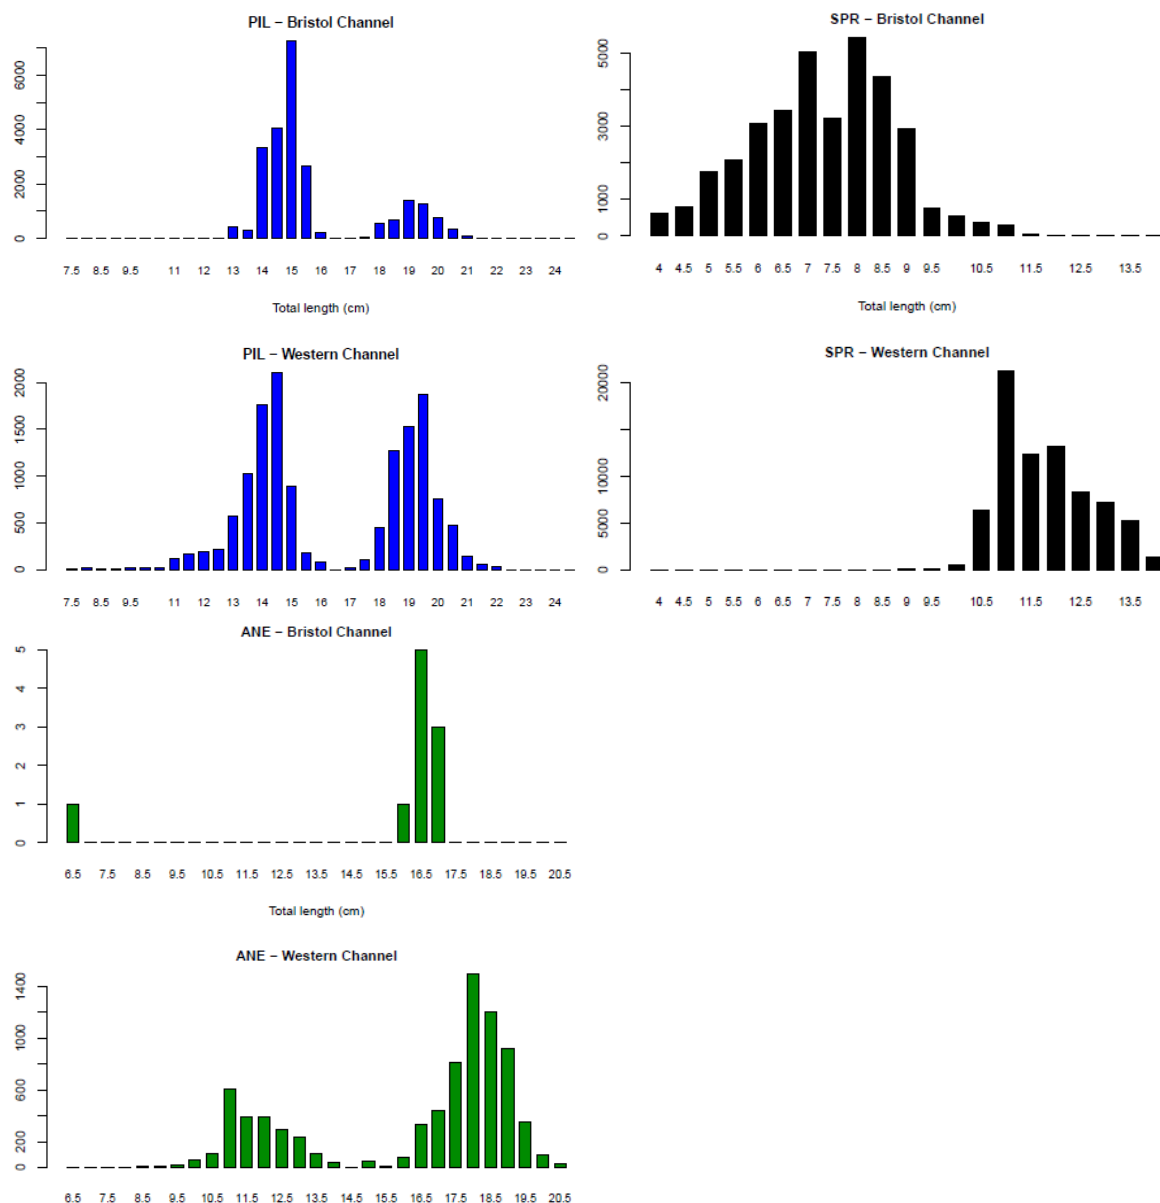 PIL – Bristol Channel
6000
4000
2000
0
7.5 8.5 9.5 11 12 13 14 15 16 17 18 19 20 21 22 23 24
Total length (cm)
SPR – Bristol Channel
5000
3000
1000
0
4 4.5 5 5.5 6 6.5 7 7.5 8 8.5 9 9.5 10.5 11.5 12.5 13.5
Total length (cm)
PIL – Western Channel
2000
1500
1000
500
0
7.5 8.5 9.5 11 12 13 14 15 16 17 18 19 20 21 22 23 24
SPR – Western Channel
20000
10000
5000
0
4 4.5 5 5.5 6 6.5 7 7.5 8 8.5 9 9.5 10.5 11.5 12.5 13.5
ANE – Bristol Channel
5
4
3
2
1
0
6.5 7.5 8.5 9.5 10.5 11.5 12.5 13.5 14.5 15.5 16.5 17.5 18.5 19.5 20.5
Total length (cm)
ANE – Western Channel
1400
1000
600
200
0
6.5 7.5 8.5 9.5 10.5 11.5 12.5 13.5 14.5 15.5 16.5 17.5 18.5 19.5 20.5